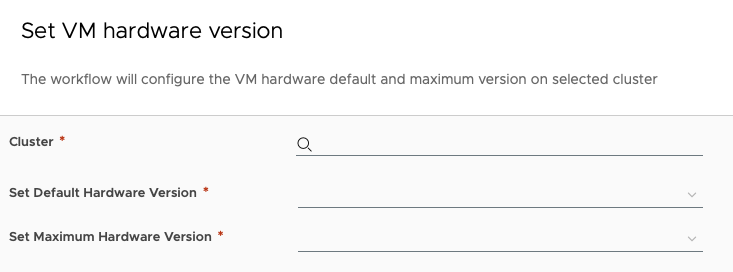 Set VM hardware version
The workflow will configure the VM hardware default and maximum version on selected cluster
Cluster *
Set Default Hardware Version *
Set Maximum Hardware Version *